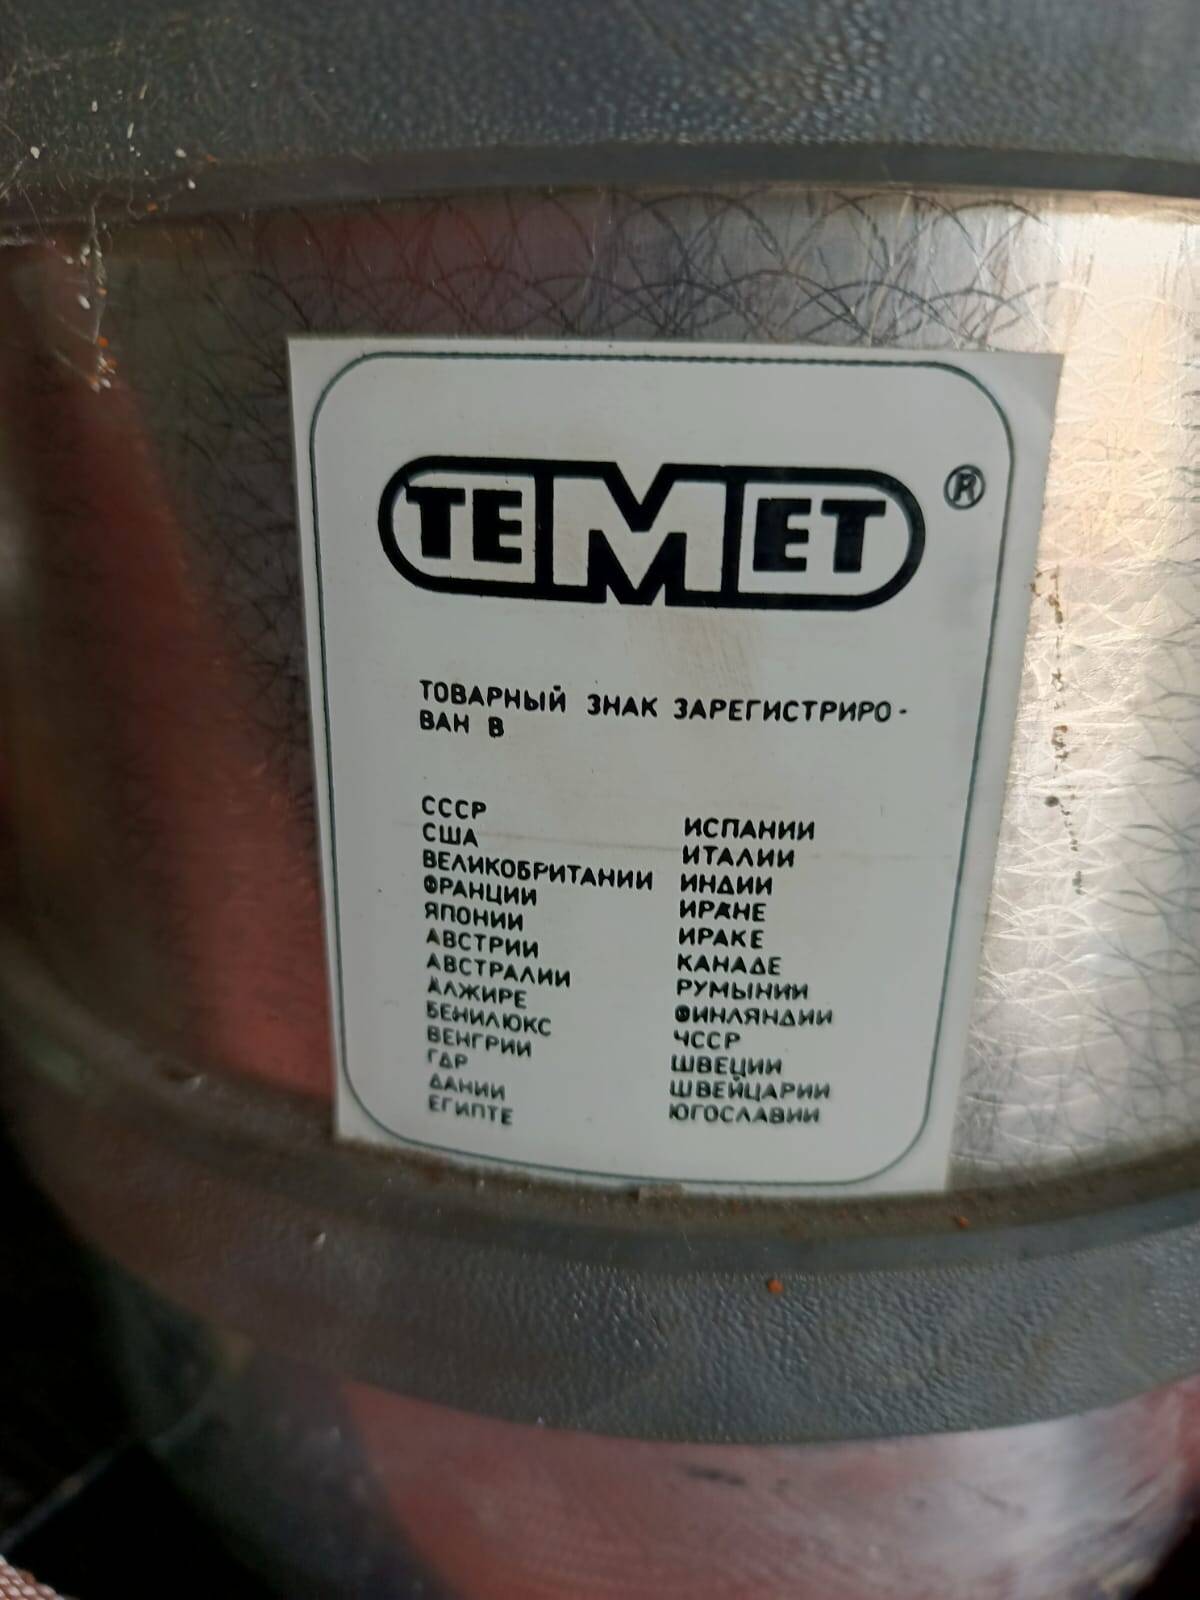 ТЕМЕТ ®
ТОВАРНЫЙ ЗНАК ЗАРЕГИСТРИРО-
ВАН В
СССР
США
ВЕЛИКОБРИТАНИИ
ФРАНЦИИ
ЯПОНИИ
АВСТРИИ
АВСТРАЛИИ
АЛЖИРЕ
БЕНИЛЮКС
ВЕНГРИИ
ГДР
ДАНИИ
ЕГИПТЕ
ИСПАНИИ
ИТАЛИИ
ИНДИИ
ИРАНЕ
ИРАКЕ
КАНАДЕ
РУМЫНИИ
ФИНЛЯНДИИ
ЧССР
ШВЕЦИИ
ШВЕЙЦАРИИ
ЮГОСЛАВИИ